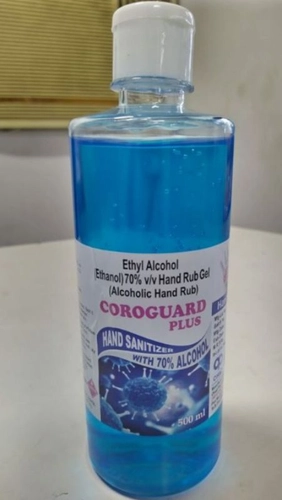 Ethyl Alcohol
(Ethanol)70% v/v Hand Rub Gel
(Alcoholic Hand Rub)
COROGUARD
PLUS
HAND SANITIZER
WITH 70% ALCOHOL
500 ml